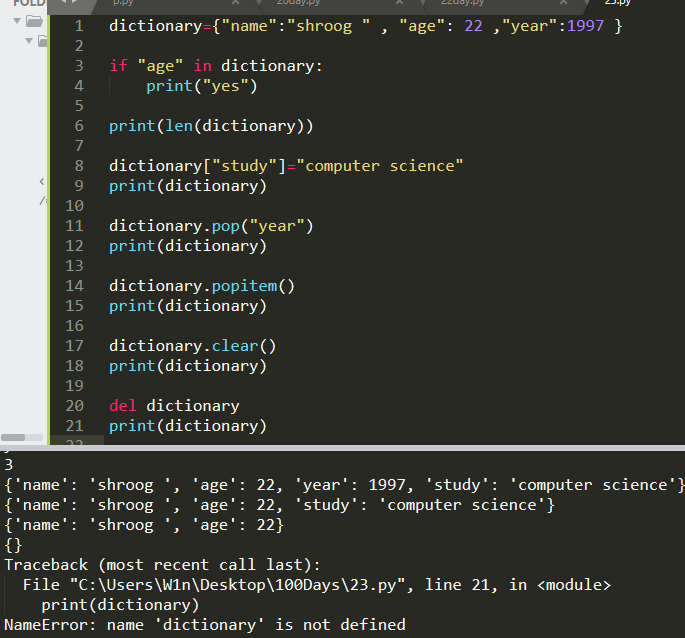 FOLD
p.py × 20day.py × 22day.py × 23.py
1 dictionary={"name":"shroog " , "age": 22 ,"year":1997 }
2
3 if "age" in dictionary:
4     print("yes")
5
6 print(len(dictionary))
7
8 dictionary["study"]="computer science"
9 print(dictionary)
10
11 dictionary.pop("year")
12 print(dictionary)
13
14 dictionary.popitem()
15 print(dictionary)
16
17 dictionary.clear()
18 print(dictionary)
19
20 del dictionary
21 print(dictionary)
22
3
{'name': 'shroog ', 'age': 22, 'year': 1997, 'study': 'computer science'}
{'name': 'shroog ', 'age': 22, 'study': 'computer science'}
{'name': 'shroog ', 'age': 22}
{}
Traceback (most recent call last):
  File "C:\Users\W1n\Desktop\100Days\23.py", line 21, in <module>
    print(dictionary)
NameError: name 'dictionary' is not defined